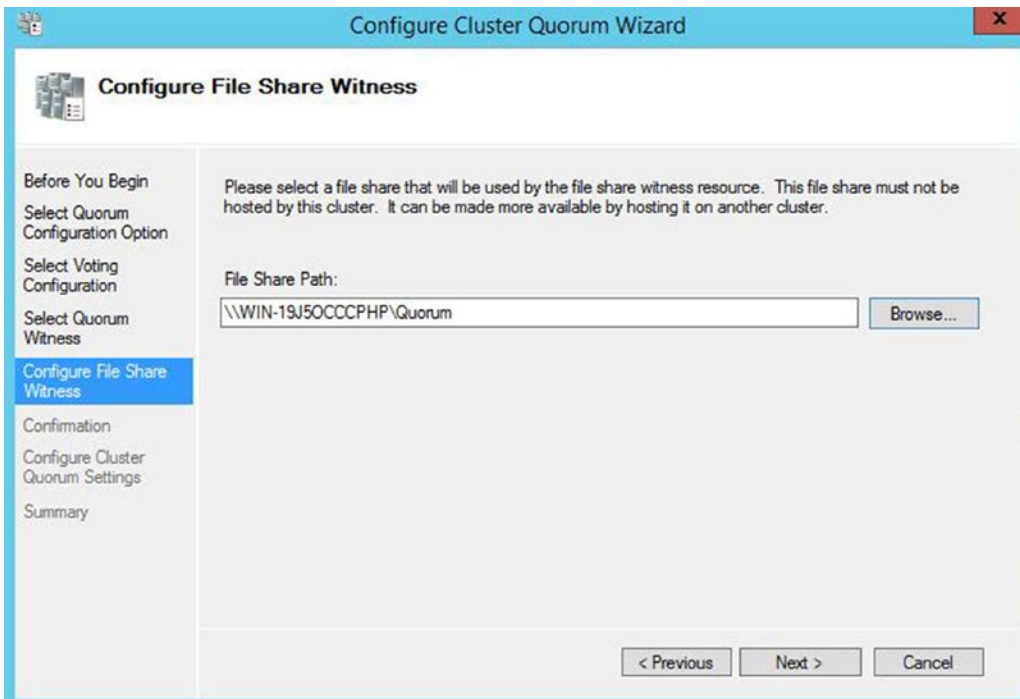 Configure Cluster Quorum Wizard
x
Configure File Share Witness
Before You Begin
Select Quorum
Configuration Option
Select Voting
Configuration
Select Quorum
Witness
Configure File Share
Witness
Confirmation
Configure Cluster
Quorum Settings
Summary
Please select a file share that will be used by the file share witness resource. This file share must not be
hosted by this cluster. It can be made more available by hosting it on another cluster.
File Share Path:
\\WIN-19J5OCCCPHP\Quorum
Browse...
< Previous
Next >
Cancel